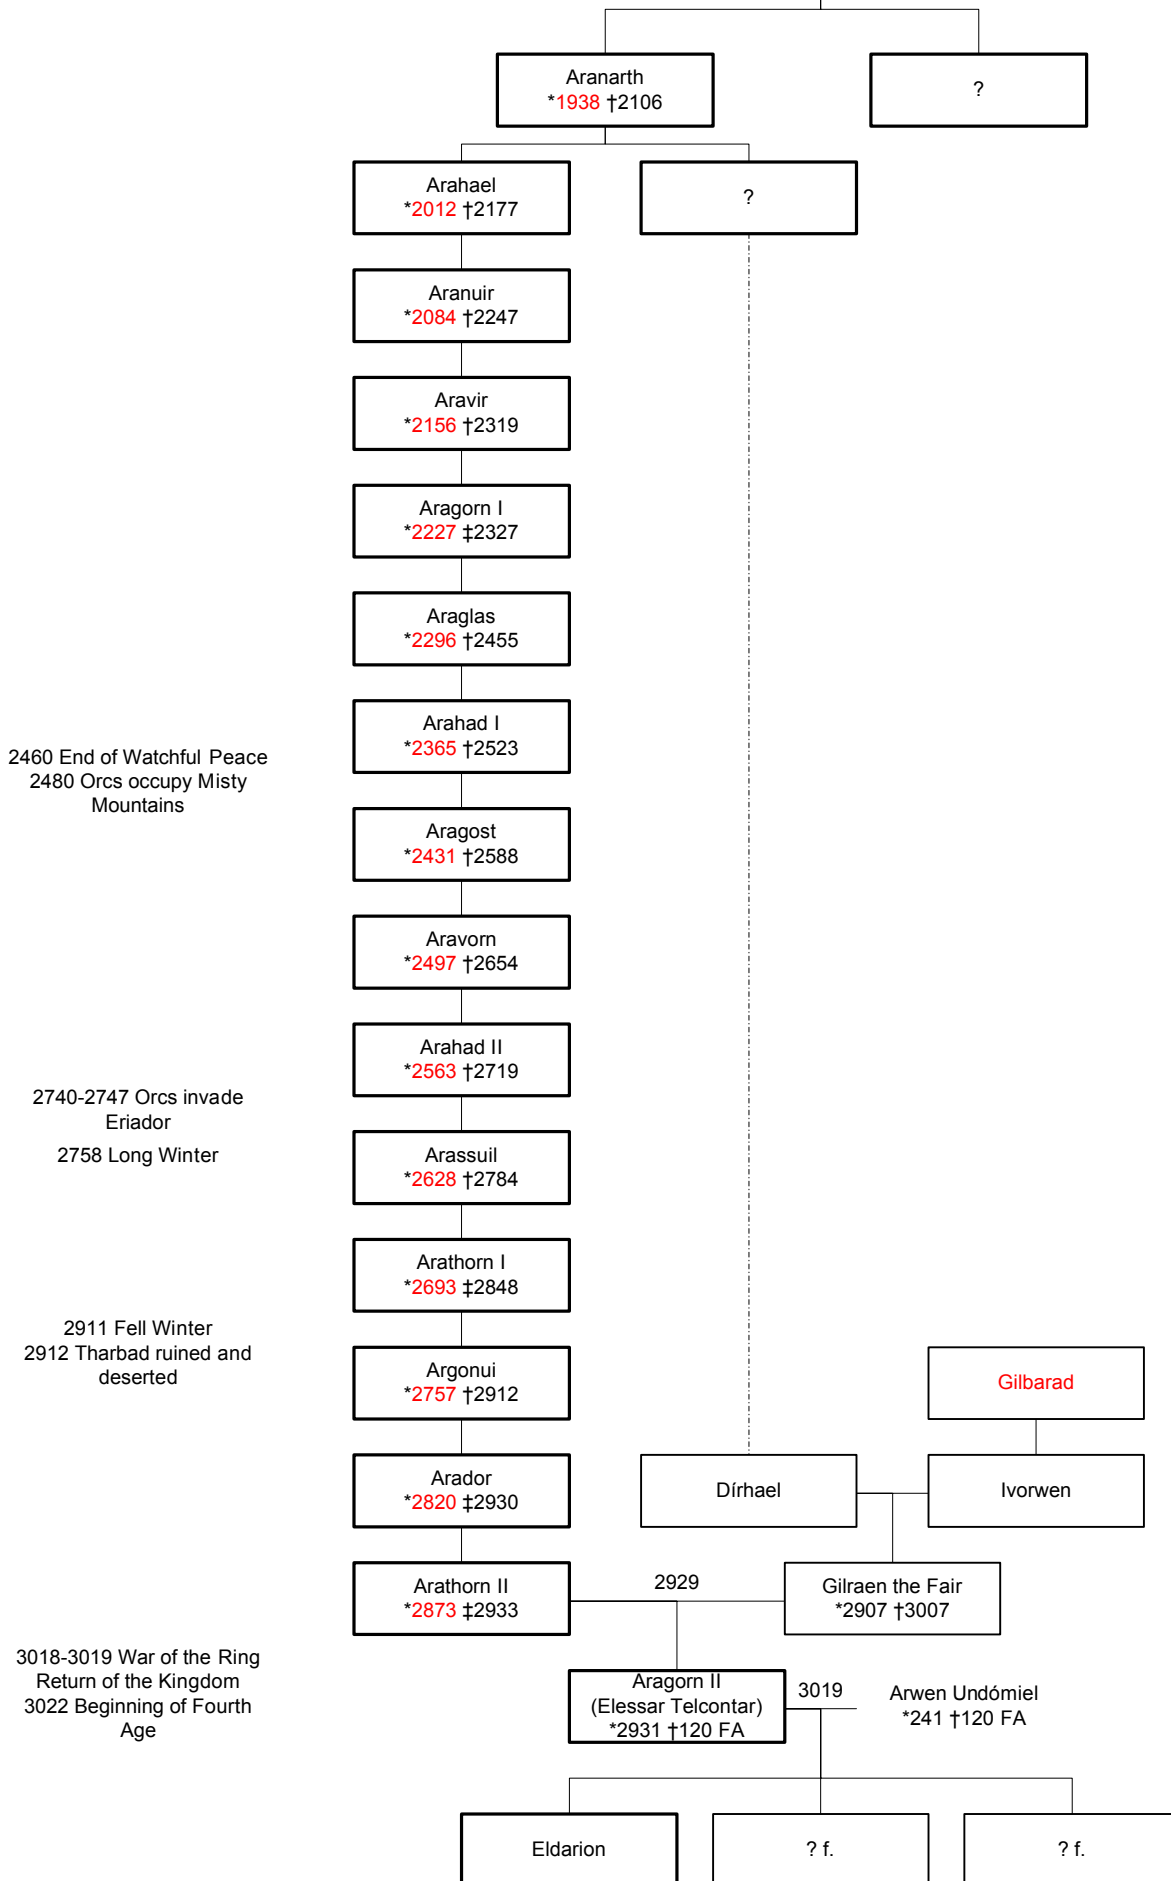 Aranarth
*1938 †2106
?
Arahael
*2012 †2177
?
Aranuir
*2084 †2247
Aravir
*2156 †2319
Aragorn I
*2227 ‡2327
Araglas
*2296 †2455
Arahad I
*2365 †2523
2460 End of Watchful Peace
2480 Orcs occupy Misty
Mountains
Aragost
*2431 †2588
Aravorn
*2497 †2654
Arahad II
*2563 †2719
2740-2747 Orcs invade
Eriador
2758 Long Winter
Arassuil
*2628 †2784
Arathorn I
*2693 ‡2848
2911 Fell Winter
2912 Tharbad ruined and
deserted
Argonui
*2757 †2912
Gilbarad
Arador
*2820 ‡2930
Dírhael
Ivorwen
Arathorn II
*2873 ‡2933
2929
Gilraen the Fair
*2907 †3007
3018-3019 War of the Ring
Return of the Kingdom
3022 Beginning of Fourth
Age
Aragorn II
(Elessar Telcontar)
*2931 †120 FA
3019
Arwen Undómiel
*241 †120 FA
Eldarion
? f.
? f.